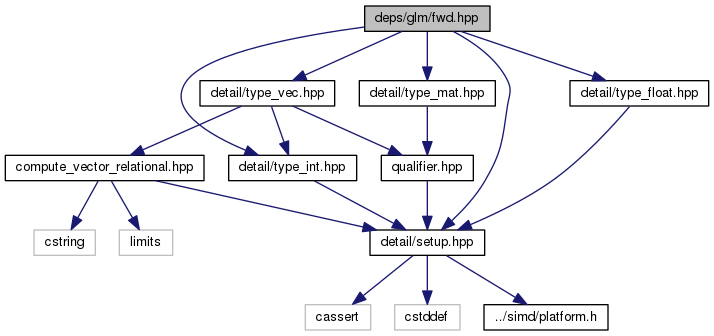 deps/glm/fwd.hpp
detail/type_vec.hpp
detail/type_mat.hpp
detail/type_float.hpp
compute_vector_relational.hpp
detail/type_int.hpp
qualifier.hpp
cstring
limits
detail/setup.hpp
cassert
cstddef
../simd/platform.h